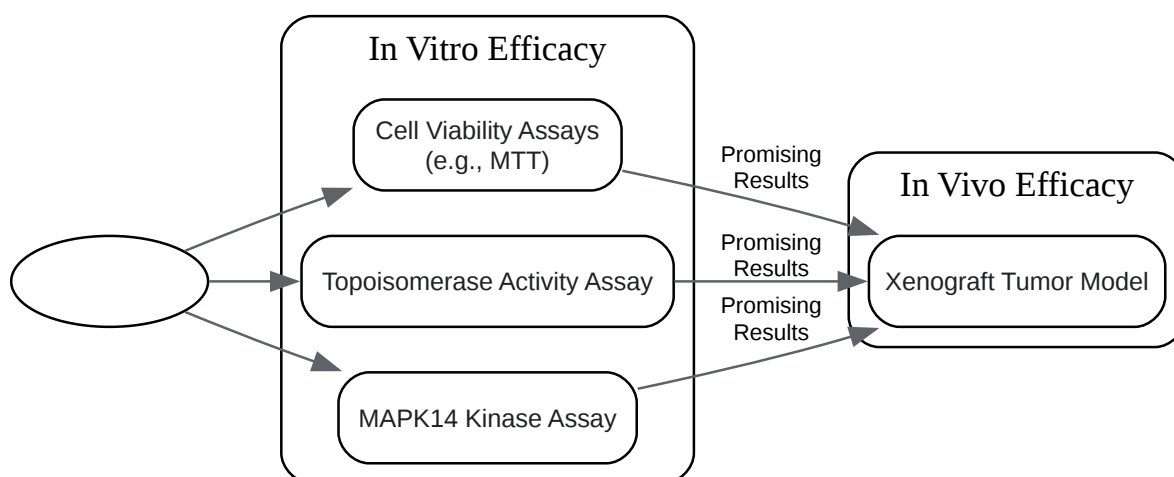 In Vitro Efficacy
Cell Viability Assays
(e.g., MTT)
Topoisomerase Activity Assay
MAPK14 Kinase Assay
Promising
Results
Promising
Results
Promising
Results
In Vivo Efficacy
Xenograft Tumor Model